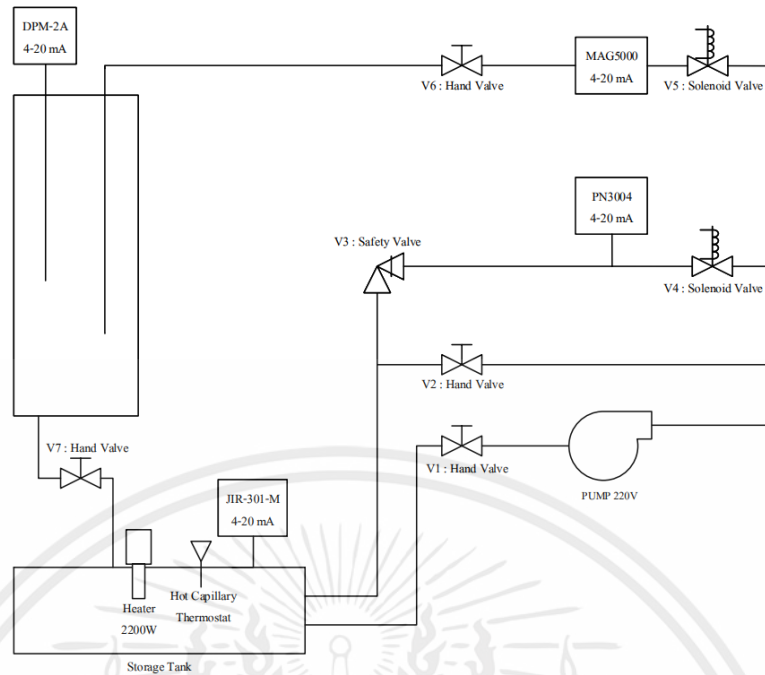 DPM-2A
4-20 mA
MAG5000
4-20 mA
V6 : Hand Valve
V5 : Solenoid Valve
PN3004
4-20 mA
V3 : Safety Valve
V4 : Solenoid Valve
V2 : Hand Valve
V7 : Hand Valve
V1 : Hand Valve
PUMP 220V
JIR-301-M
4-20 mA
Heater
2200W
Hot Capillary
Thermostat
Storage Tank